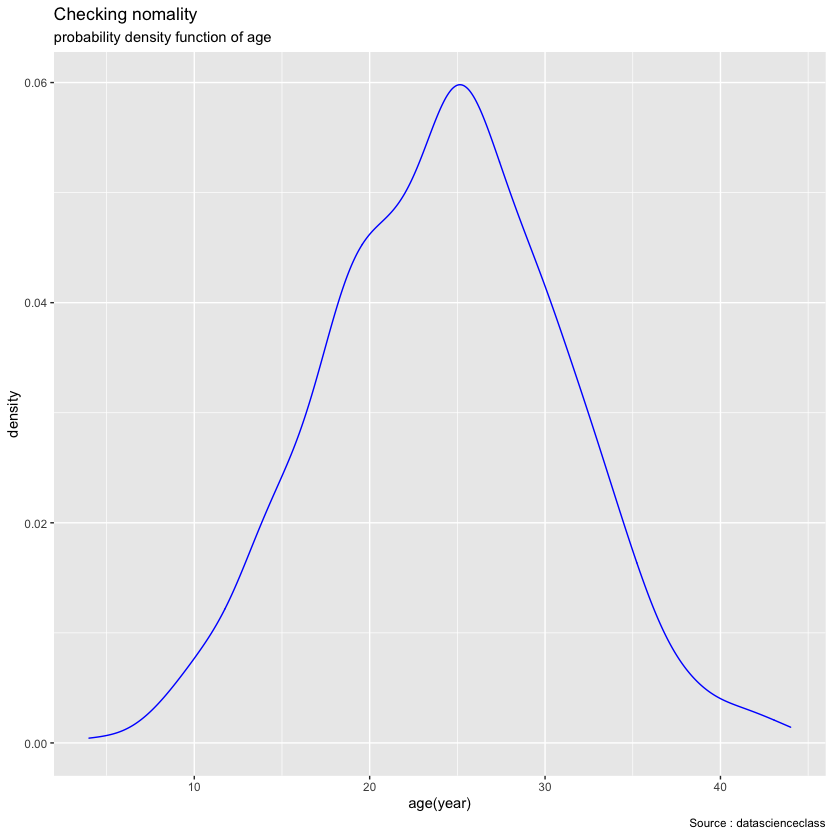 Checking nomality
probability density function of age
0.06
0.04
0.02
0.00
density
10 20 30 40
age(year)
Source : datascienceclass